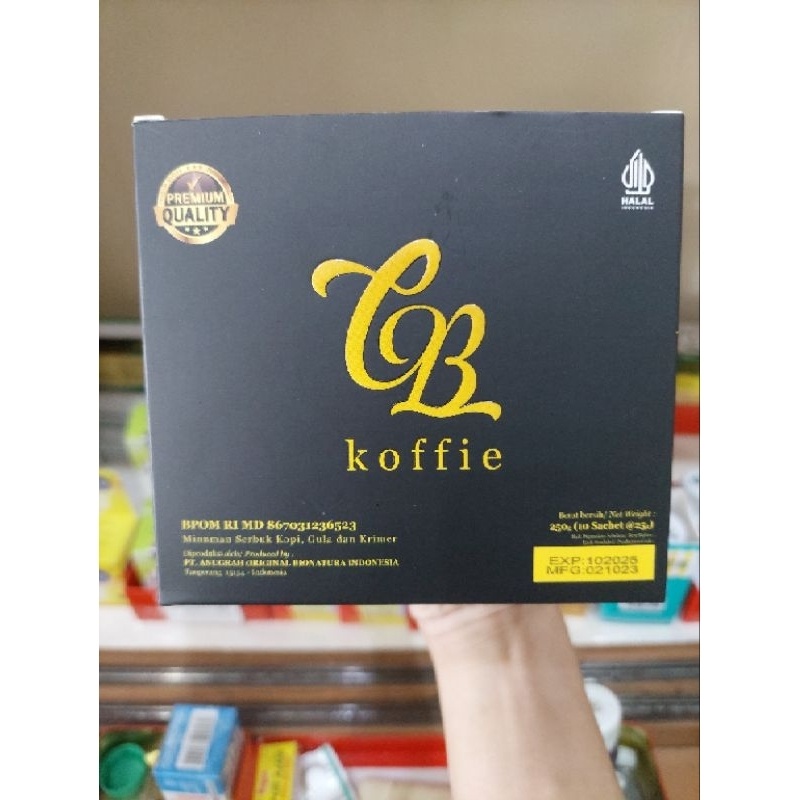 PREMIUM
QUALITY
HALAL
INDONESIA
CB
koffie
BPOM RI MD 867031236523
Minuman Serbuk Kopi, Gula dan Krimer
Diproduksi oleh/ Produced by :
PT. ANUGRAH ORIGINAL BIONATURA INDONESIA
Tangerang 15134 - Indonesia
Berat bersih/ Net Weight :
250g (10 Sachet @25g)
EXP:102025
MFG:021023